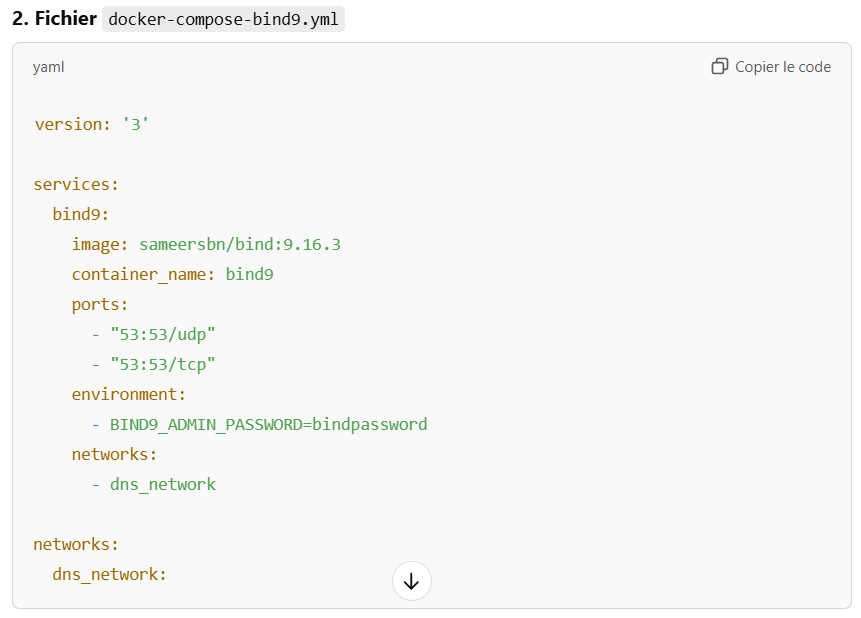 2. Fichier docker-compose-bind9.yml
yaml
Copier le code
version: '3'
services:
  bind9:
    image: sameersbn/bind:9.16.3
    container_name: bind9
    ports:
      - "53:53/udp"
      - "53:53/tcp"
    environment:
      - BIND9_ADMIN_PASSWORD=bindpassword
    networks:
      - dns_network
networks:
  dns_network: